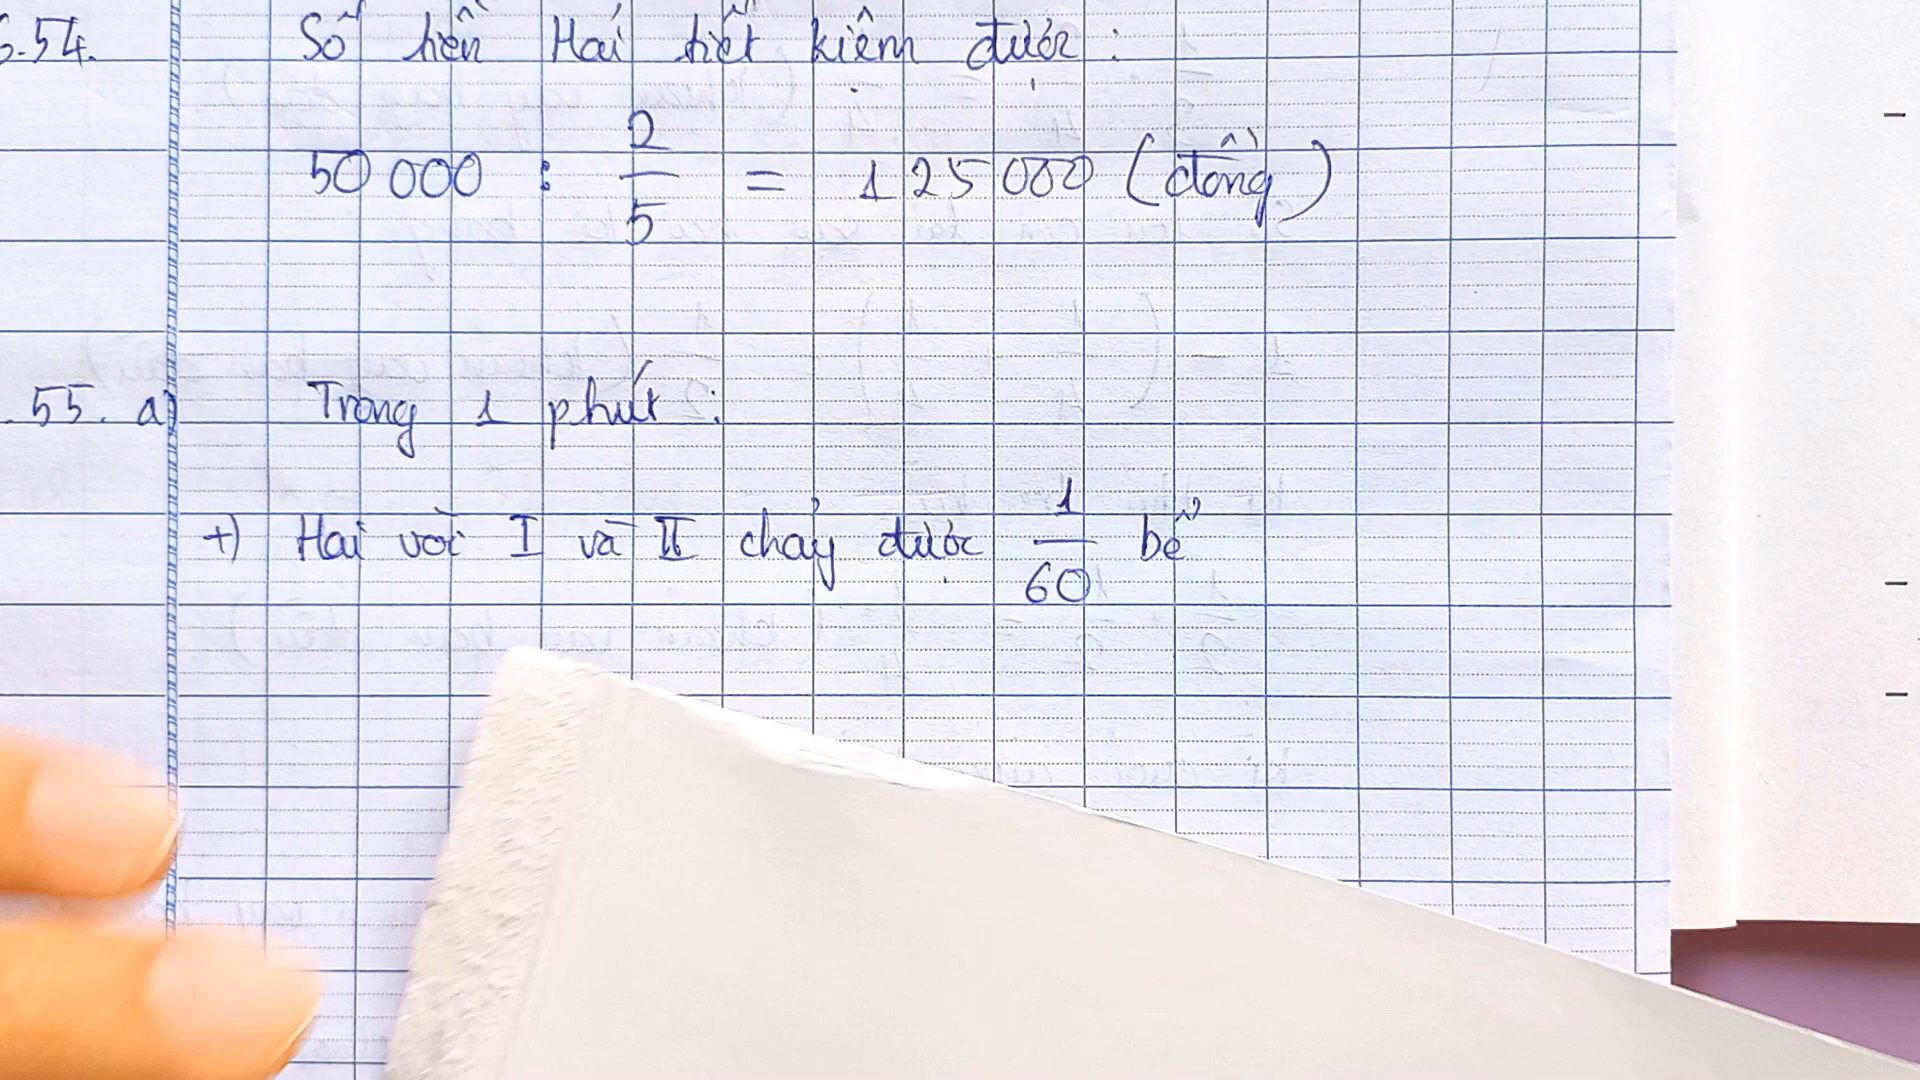 6.54. Số tiền Hải tiết kiệm được :
50 000 : 2/5 = 125 000 (đồng)
.55. a) Trong 1 phút :
+) Hai vòi I và II chảy được 1/60 bể